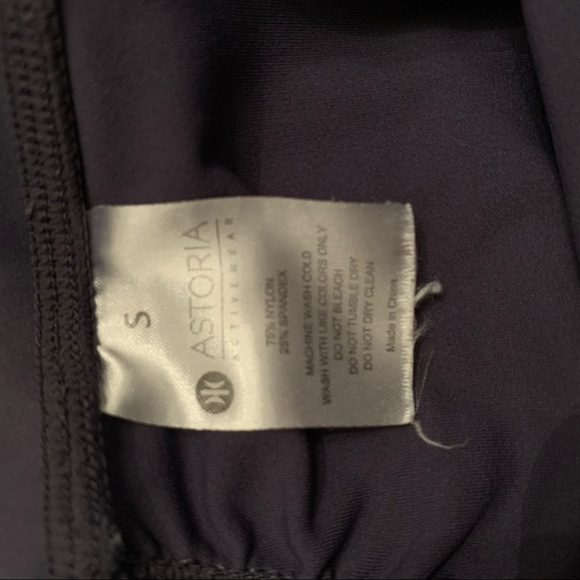 S
ASTORIA
ACTIVEWEAR
75% NYLON
25% SPANDEX
MACHINE WASH COLD
WASH WITH LIKE COLORS ONLY
DO NOT BLEACH
DO NOT TUMBLE DRY
DO NOT DRY CLEAN
Made in China